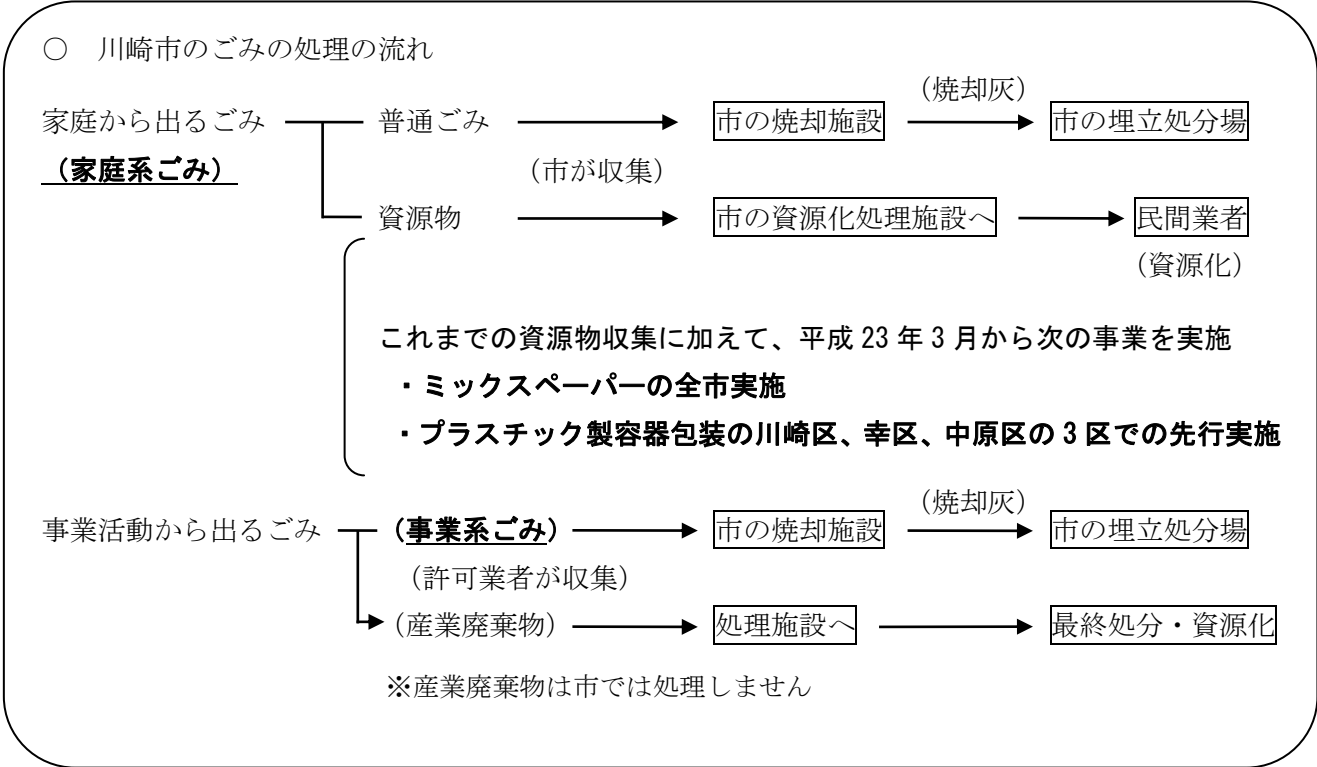 ○ 川崎市のごみの処理の流れ
(焼却灰)
家庭から出るごみ 普通ごみ 市の焼却施設 市の埋立処分場
(家庭系ごみ) (市が収集)
資源物 市の資源化処理施設へ 民間業者
(資源化)
これまでの資源物収集に加えて、平成 23 年 3 月から次の事業を実施
・ミックスペーパーの全市実施
・プラスチック製容器包装の川崎区、幸区、中原区の 3 区での先行実施
(焼却灰)
事業活動から出るごみ (事業系ごみ) 市の焼却施設 市の埋立処分場
(許可業者が収集)
(産業廃棄物) 処理施設へ 最終処分・資源化
※産業廃棄物は市では処理しません